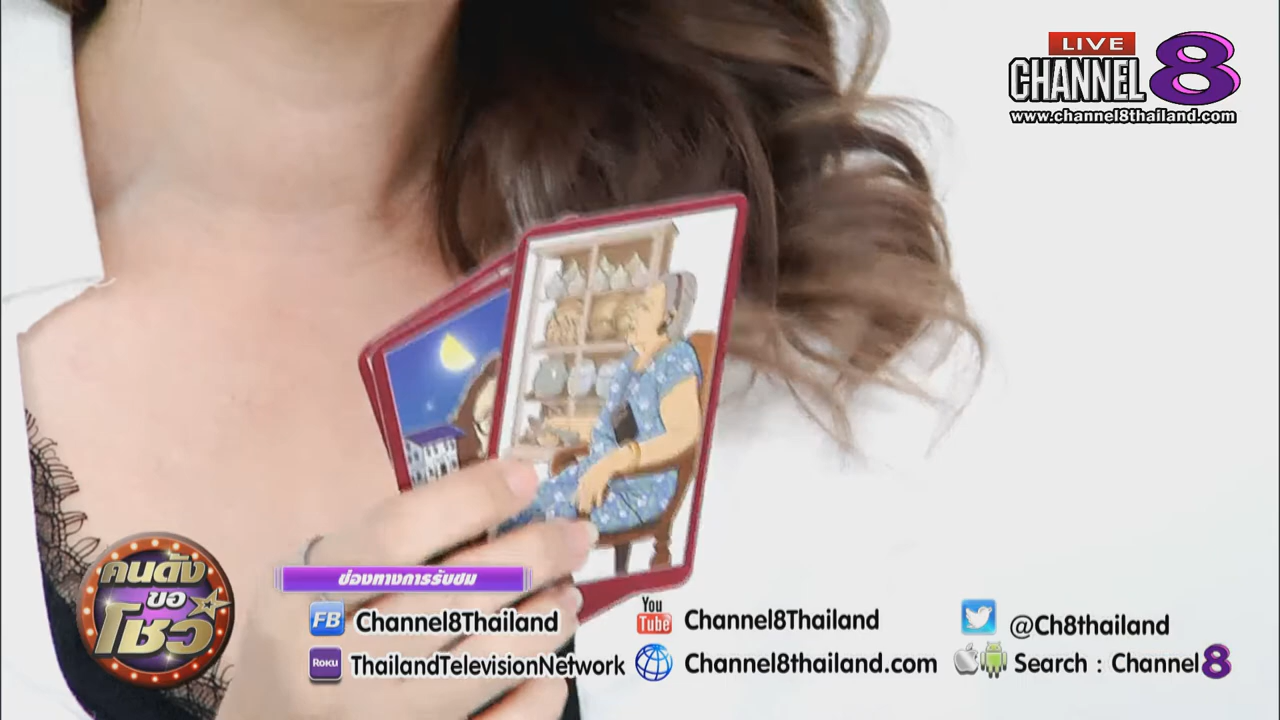 LIVE
CHANNEL 8
www.channel8thailand.com
คนดัง
ขอ
โชว์
ช่องทางการรับชม
FB Channel8Thailand
You Tube Channel8Thailand
@Ch8thailand
Roku ThailandTelevisionNetwork
Channel8thailand.com
Search : Channel 8